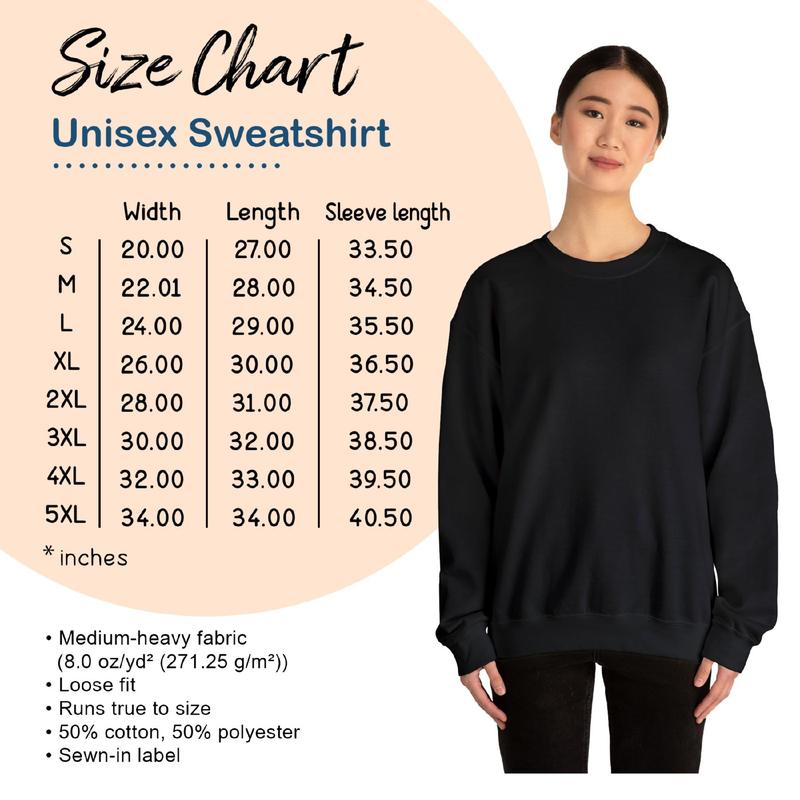 Size Chart
Unisex Sweatshirt
Width Length Sleeve length
S 20.00 27.00 33.50
M 22.01 28.00 34.50
L 24.00 29.00 35.50
XL 26.00 30.00 36.50
2XL 28.00 31.00 37.50
3XL 30.00 32.00 38.50
4XL 32.00 33.00 39.50
5XL 34.00 34.00 40.50
* inches
• Medium-heavy fabric
(8.0 oz/yd² (271.25 g/m²))
• Loose fit
• Runs true to size
• 50% cotton, 50% polyester
• Sewn-in label